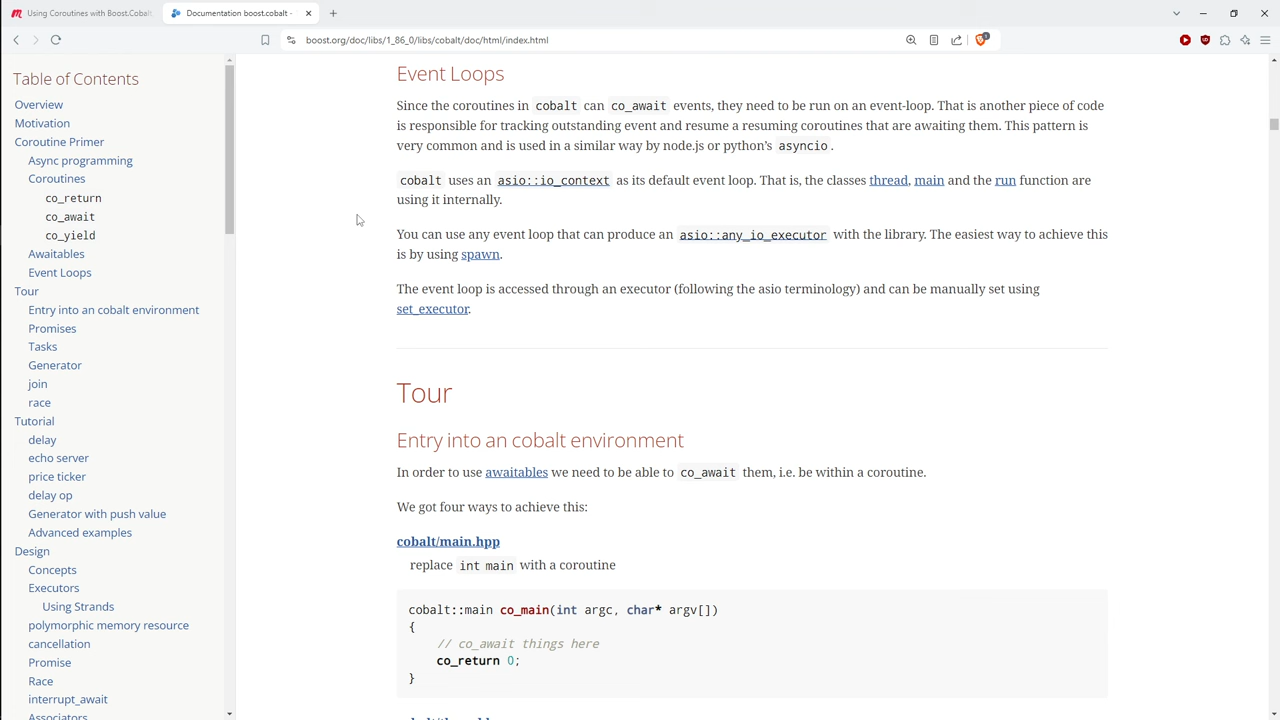 Using Coroutines with Boost.Cobal
Documentation boost.cobalt -
boost.org/doc/libs/1_86_0/libs/cobalt/doc/html/index.html
1
Table of Contents
Overview
Motivation
Coroutine Primer
Async programming
Coroutines
co_return
co_await
co_yield
Awaitables
Event Loops
Tour
Entry into an cobalt environment
Promises
Tasks
Generator
join
race
Tutorial
delay
echo server
price ticker
delay op
Generator with push value
Advanced examples
Design
Concepts
Executors
Using Strands
polymorphic memory resource
cancellation
Promise
Race
interrupt_await
Associators
Event Loops
Since the coroutines in cobalt can co_await events, they need to be run on an event-loop. That is another piece of code
is responsible for tracking outstanding event and resume a resuming coroutines that are awaiting them. This pattern is
very common and is used in a similar way by node.js or python's asyncio.
cobalt uses an asio::io_context as its default event loop. That is, the classes thread, main and the run function are
using it internally.
You can use any event loop that can produce an asio::any_io_executor with the library. The easiest way to achieve this
is by using spawn.
The event loop is accessed through an executor (following the asio terminology) and can be manually set using
set_executor.
Tour
Entry into an cobalt environment
In order to use awaitables we need to be able to co_await them, i.e. be within a coroutine.
We got four ways to achieve this:
cobalt/main.hpp
replace int main with a coroutine
cobalt::main co_main(int argc, char* argv[])
{
// co_await things here
co_return 0;
}